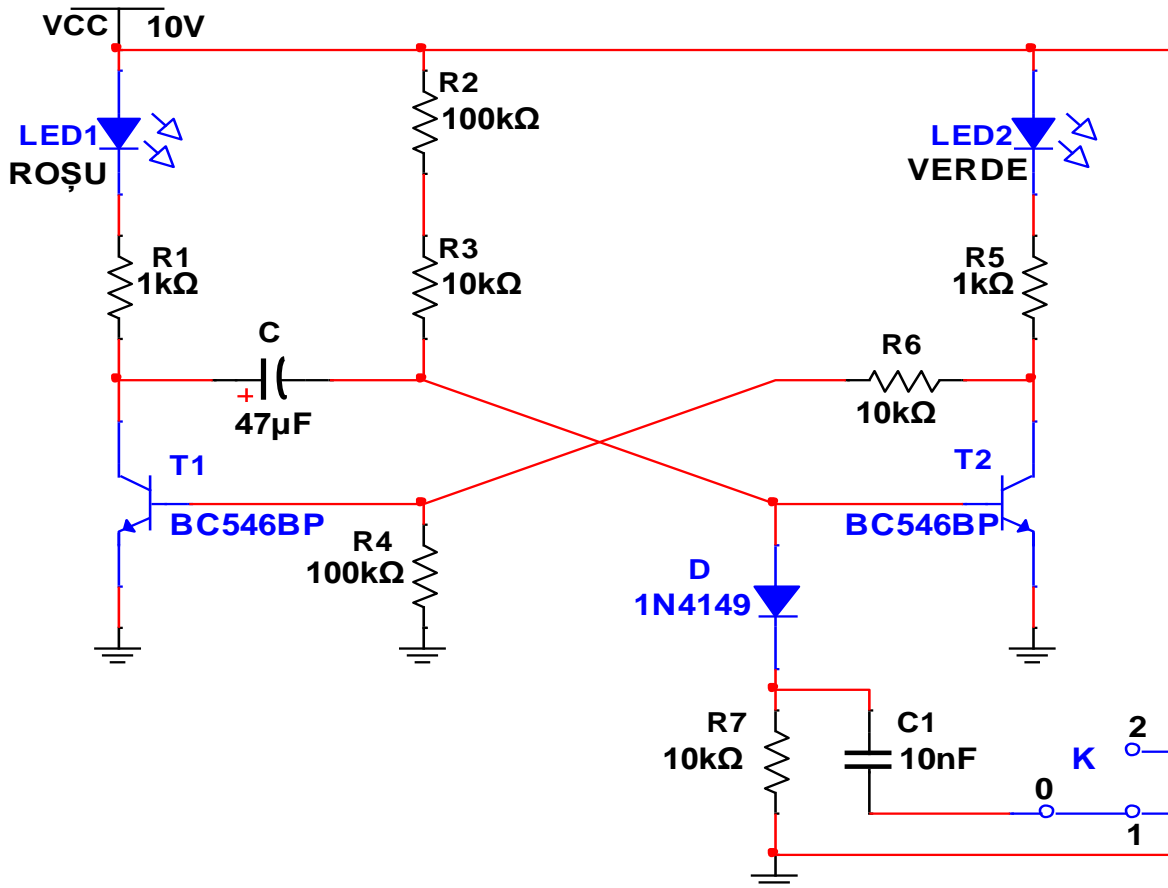 VCC 10V
R2
100kΩ
LED1
ROȘU
LED2
VERDE
R1
1kΩ
R3
10kΩ
R5
1kΩ
C
+
47µF
R6
10kΩ
T1
BC546BP
T2
BC546BP
R4
100kΩ
D
1N4149
R7
10kΩ
C1
10nF
K
2
0
1